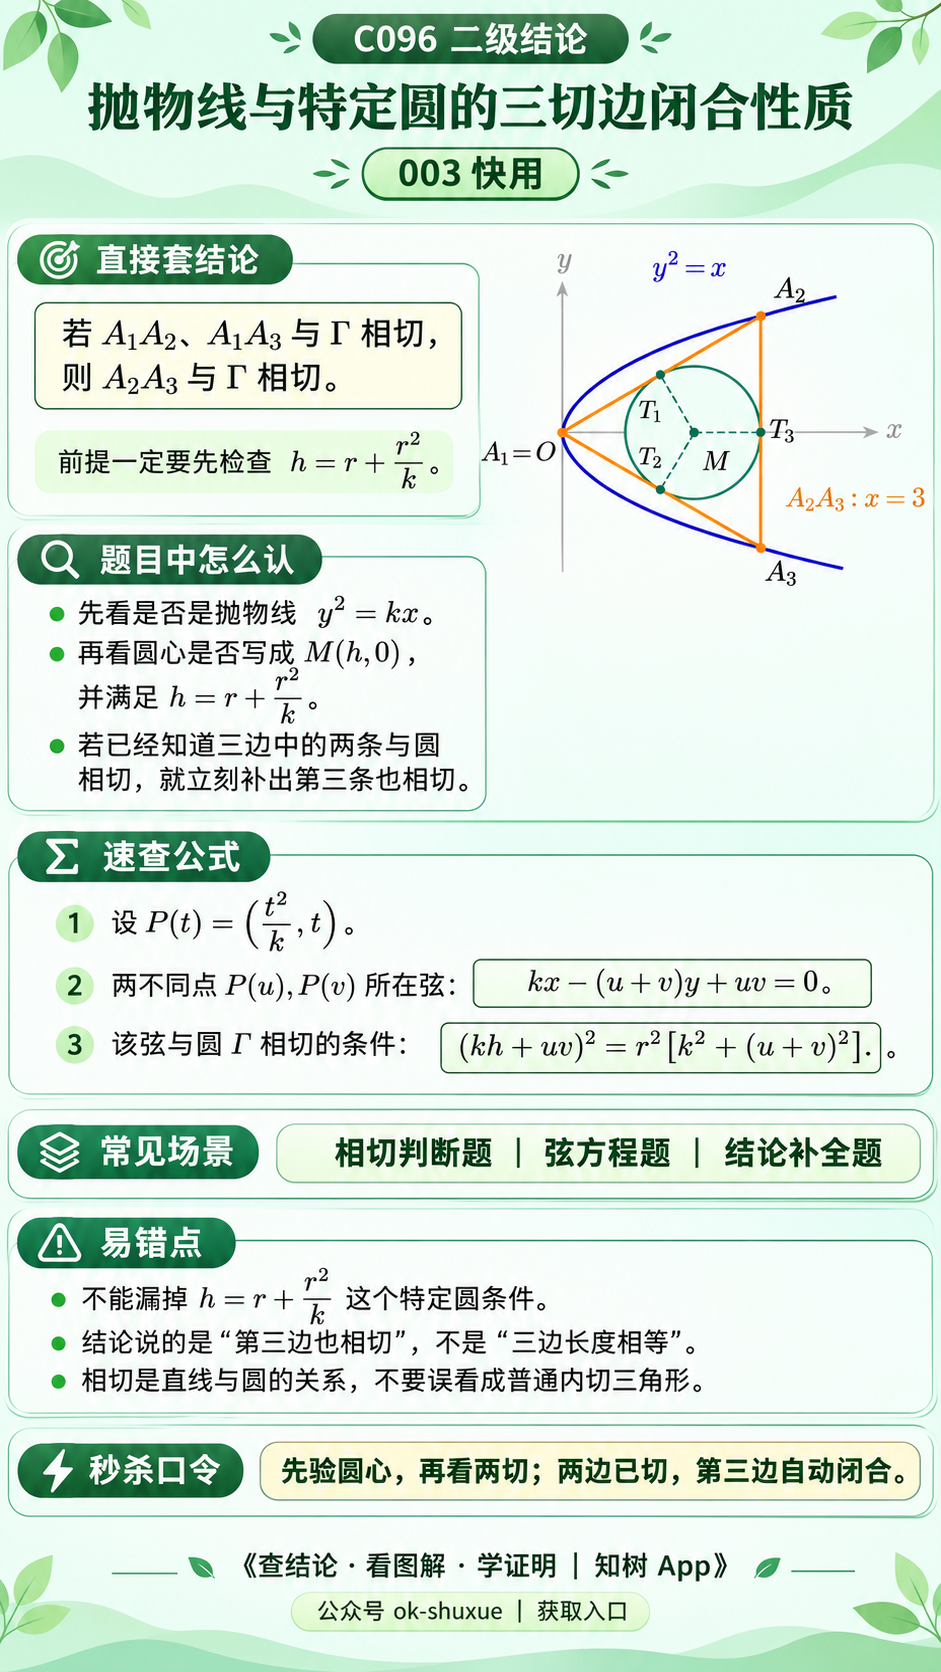 C096 二级结论
抛物线与特定圆的三切边闭合性质
003 快用
直接套结论
若 A₁A₂、A₁A₃ 与 Γ 相切，
则 A₂A₃ 与 Γ 相切。
前提一定要先检查 h = r + r²/k。
题目中怎么认
先看是否是抛物线 y² = kx。
再看圆心是否写成 M(h, 0)，
并满足 h = r + r²/k。
若已经知道三边中的两条与圆
相切，就立刻补出第三条也相切。
y
y² = x
A₂
T₁
A₁ = O
T₂
M
T₃
x
A₂A₃ : x = 3
A₃
速查公式
1 设 P(t) = (t²/k, t)。
2 两不同点 P(u), P(v) 所在弦： kx − (u + v)y + uv = 0。
3 该弦与圆 Γ 相切的条件： (kh + uv)² = r²[k² + (u + v)²]. 。
常见场景
相切判断题 | 弦方程题 | 结论补全题
易错点
不能漏掉 h = r + r²/k 这个特定圆条件。
结论说的是“第三边也相切”，不是“三边长度相等”。
相切是直线与圆的关系，不要误看成普通内切三角形。
秒杀口令
先验圆心，再看两切；两边已切，第三边自动闭合。
《查结论 · 看图解 · 学证明 | 知树 App》
公众号 ok-shuxue | 获取入口